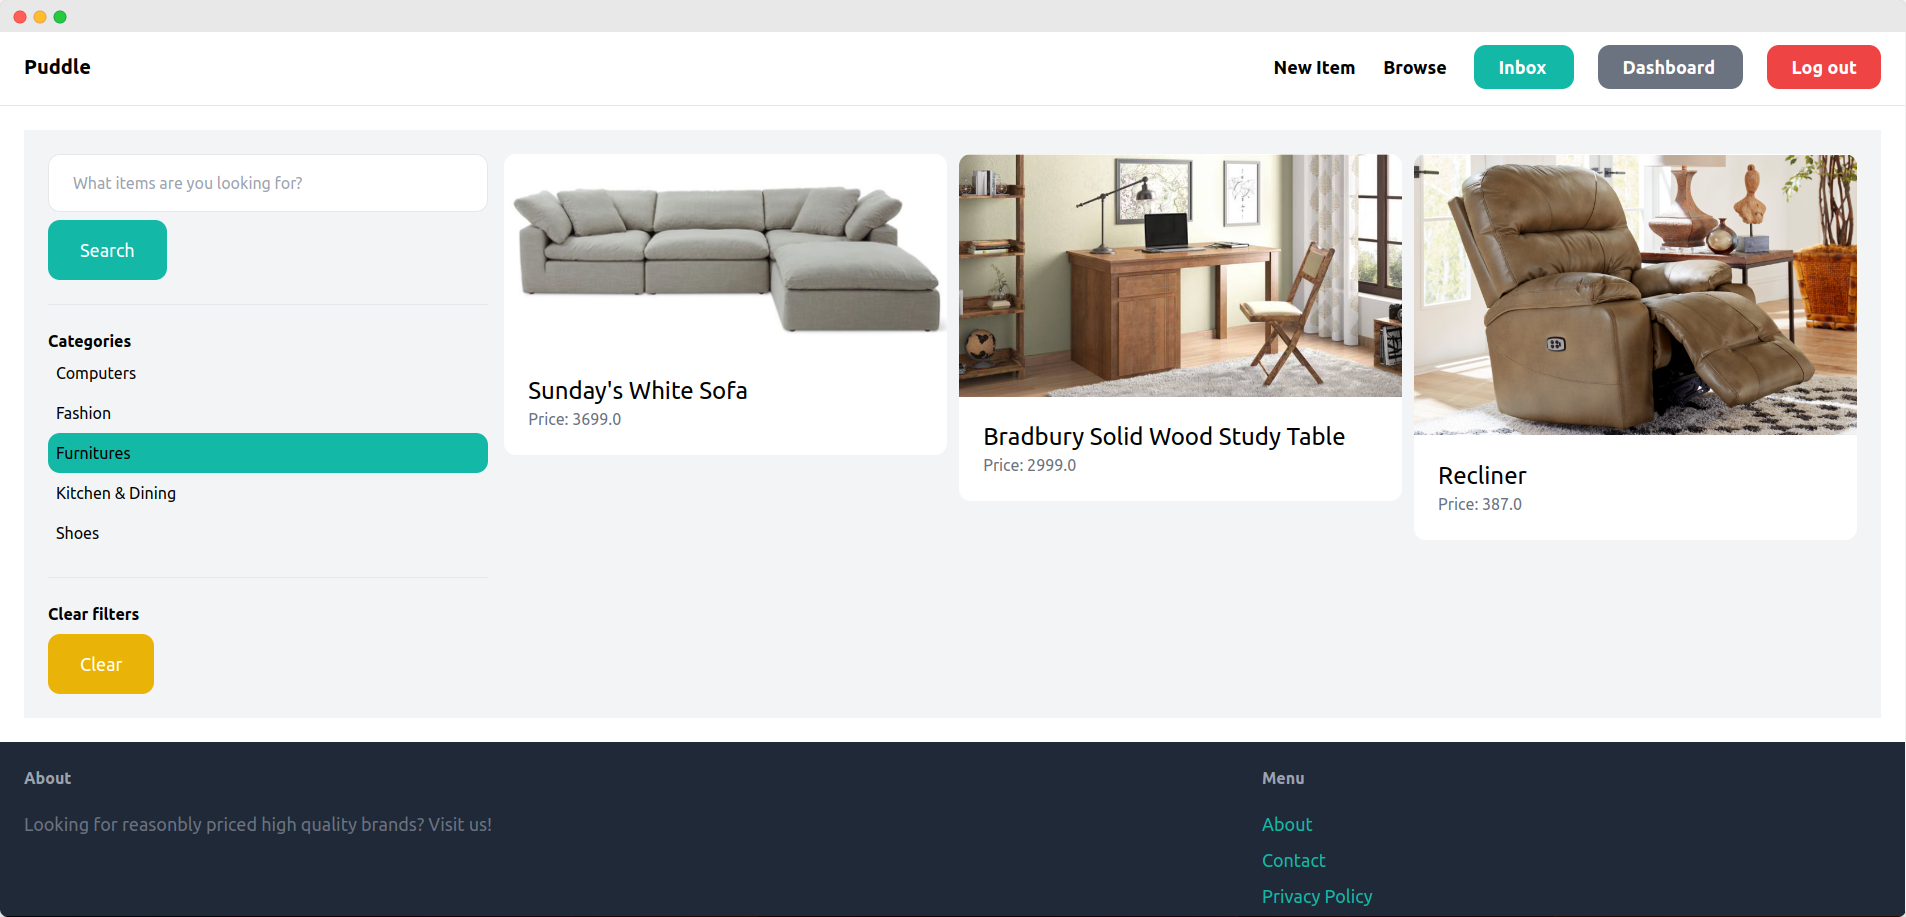 Puddle
New Item
Browse
Inbox
Dashboard
Log out
What items are you looking for?
Search
Categories
Computers
Fashion
Furnitures
Kitchen & Dining
Shoes
Clear filters
Clear
Sunday's White Sofa
Price: 3699.0
Bradbury Solid Wood Study Table
Price: 2999.0
Recliner
Price: 387.0
About
Looking for reasonbly priced high quality brands? Visit us!
Menu
About
Contact
Privacy Policy